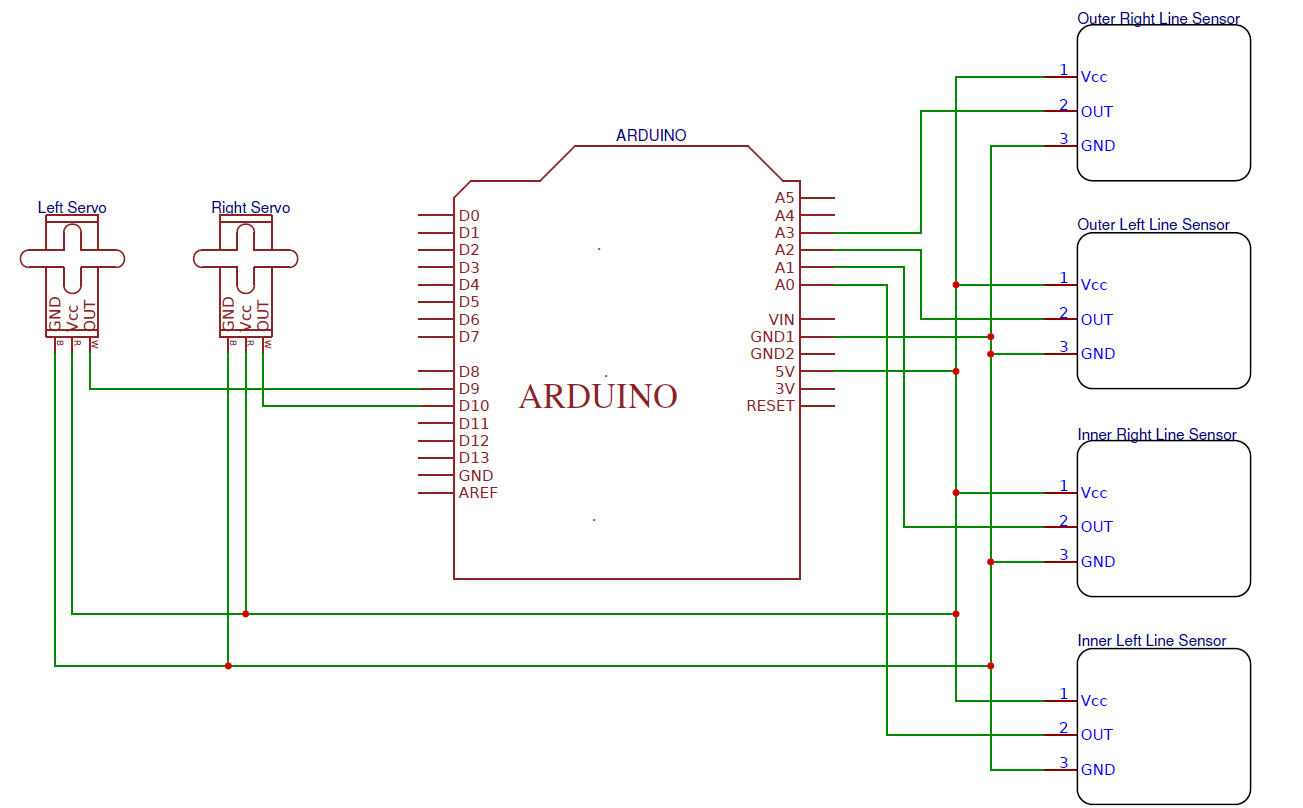 Outer Right Line Sensor
1 Vcc
2 OUT
3 GND
Outer Left Line Sensor
1 Vcc
2 OUT
3 GND
Inner Right Line Sensor
1 Vcc
2 OUT
3 GND
Inner Left Line Sensor
1 Vcc
2 OUT
3 GND
ARDUINO
D0
D1
D2
D3
D4
D5
D6
D7
D8
D9
D10
D11
D12
D13
GND
AREF
ARDUINO
A5
A4
A3
A2
A1
A0
VIN
GND1
GND2
5V
3V
RESET
Left Servo
GND
Vcc
OUT
B
R
W
Right Servo
GND
Vcc
OUT
B
R
W